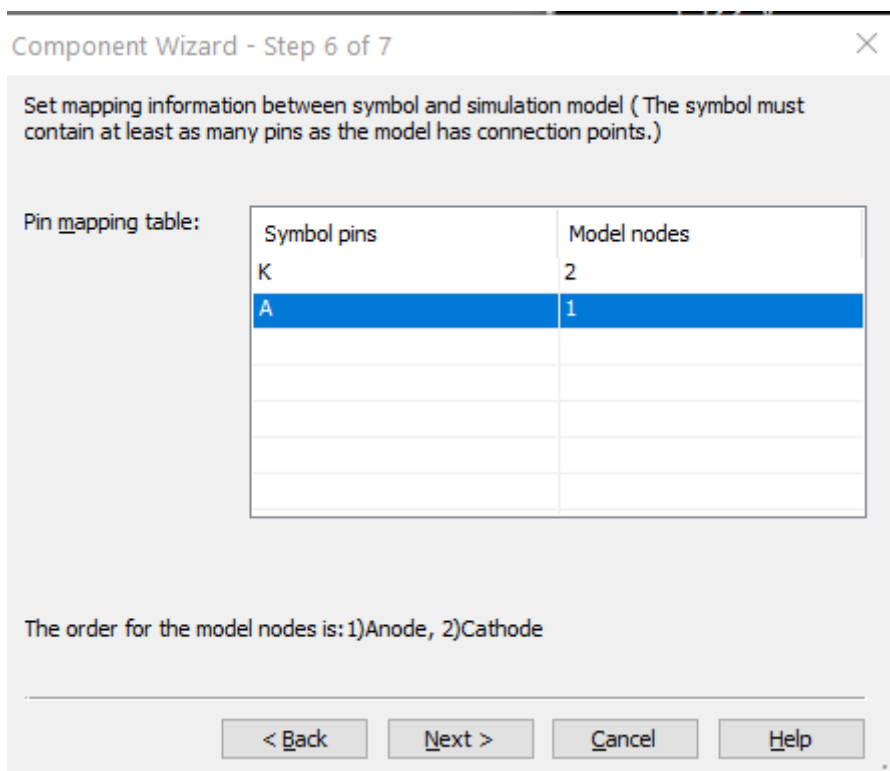 Component Wizard - Step 6 of 7
Set mapping information between symbol and simulation model ( The symbol must
contain at least as many pins as the model has connection points.)
Pin mapping table:
Symbol pins Model nodes
K 2
A 1
The order for the model nodes is:1)Anode, 2)Cathode
< Back Next > Cancel Help